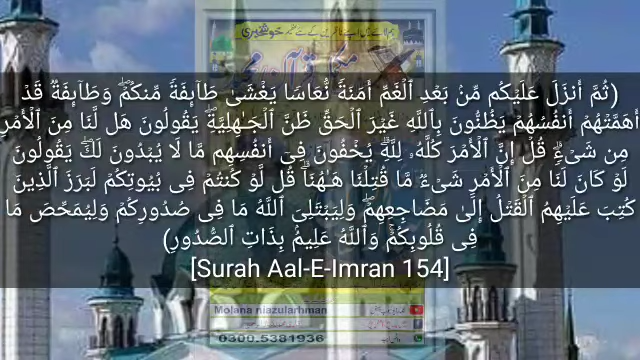 (ثُمَّ أَنزَلَ عَلَيْكُم مِّنۢ بَعْدِ ٱلْغَمِّ أَمَنَةً نُّعَاسًا يَغْشَىٰ طَآئِفَةً مِّنكُمْۖ وَطَآئِفَةٌ قَدْ
أَهَمَّتْهُمْ أَنفُسُهُمْ يَظُنُّونَ بِٱللَّهِ غَيْرَ ٱلْحَقِّ ظَنَّ ٱلْجَـٰهِلِيَّةِۖ يَقُولُونَ هَل لَّنَا مِنَ ٱلْأَمْرِ
مِن شَىْءٍۗ قُلْ إِنَّ ٱلْأَمْرَ كُلَّهُۥ لِلَّهِۗ يُخْفُونَ فِىٓ أَنفُسِهِم مَّا لَا يُبْدُونَ لَكَۖ يَقُولُونَ
لَوْ كَانَ لَنَا مِنَ ٱلْأَمْرِ شَىْءٌ مَّا قُتِلْنَا هَـٰهُنَاۗ قُل لَّوْ كُنتُمْ فِى بُيُوتِكُمْ لَبَرَزَ ٱلَّذِينَ
كُتِبَ عَلَيْهِمُ ٱلْقَتْلُ إِلَىٰ مَضَاجِعِهِمْۖ وَلِيَبْتَلِىَ ٱللَّهُ مَا فِى صُدُورِكُمْ وَلِيُمَحِّصَ مَا
فِى قُلُوبِكُمْۗ وَٱللَّهُ عَلِيمٌۢ بِذَاتِ ٱلصُّدُورِ)
[Surah Aal-E-Imran 154]
Molana niazulrahman
0300.5381936